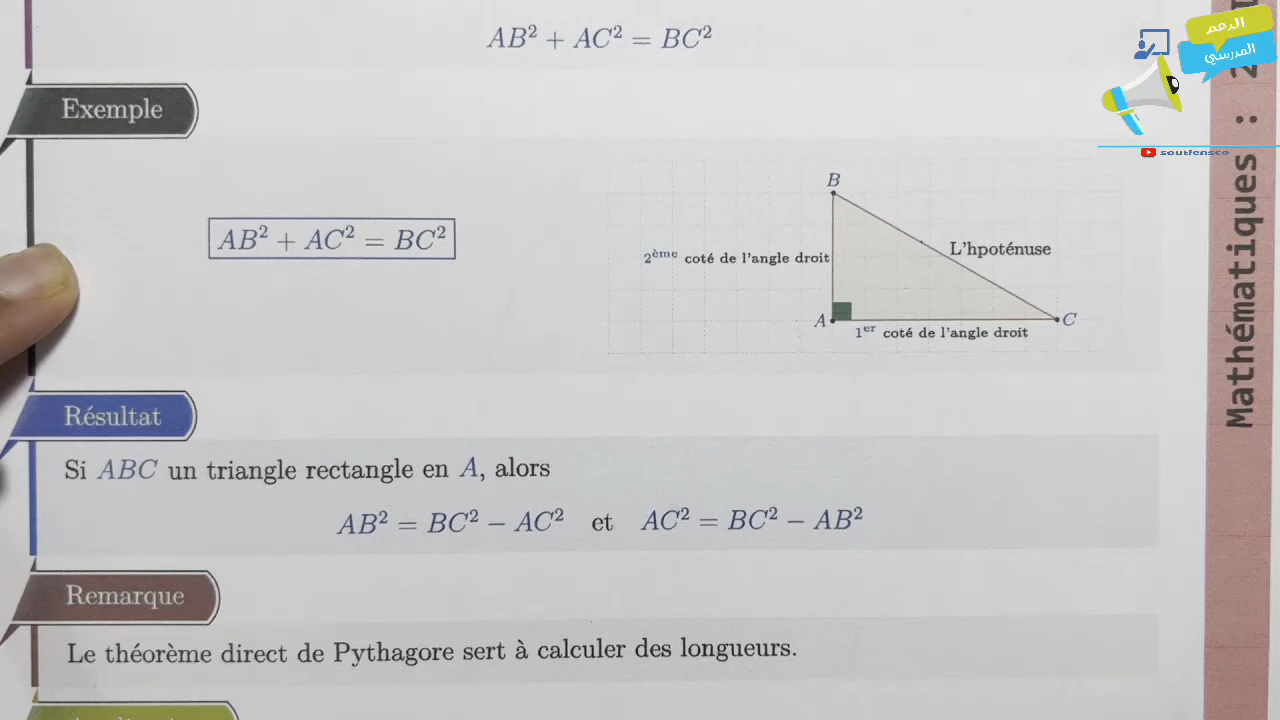 AB² + AC² = BC²
الدعم
المدرسي
soutiensco
Exemple
AB² + AC² = BC²
B
2ème coté de l'angle droit
L'hpoténuse
A
C
1er coté de l'angle droit
Résultat
Si ABC un triangle rectangle en A, alors
AB² = BC² − AC² et AC² = BC² − AB²
Remarque
Le théorème direct de Pythagore sert à calculer des longueurs.
Mathématiques : 2